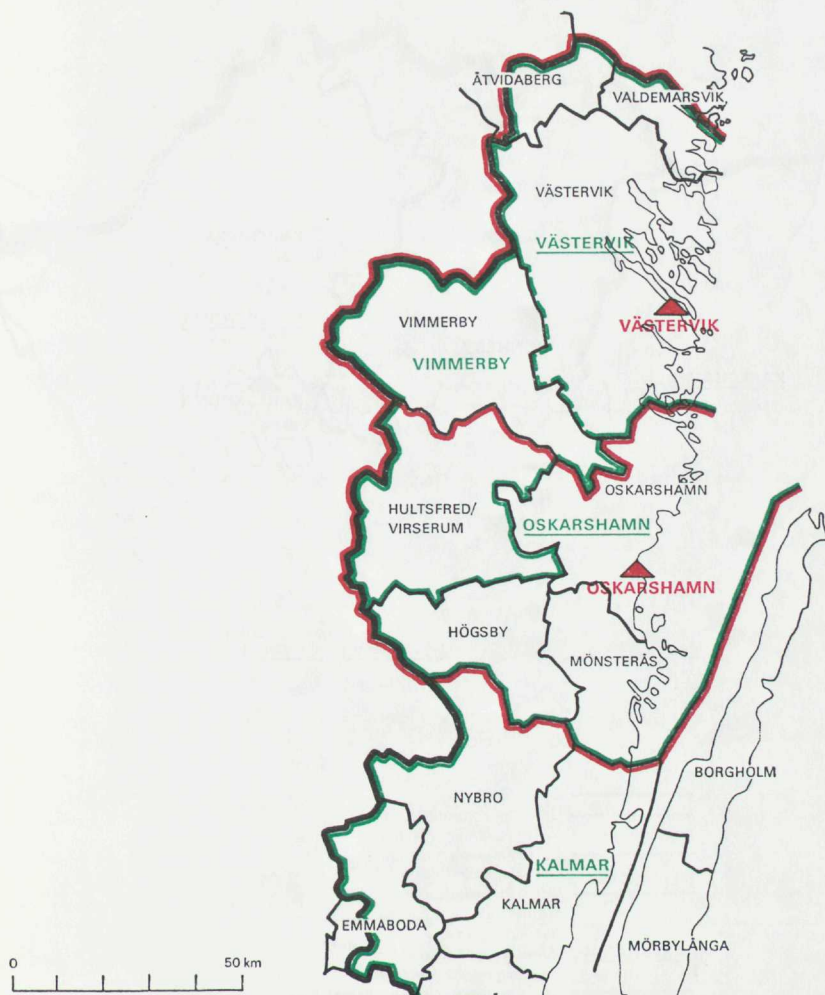 ÅTVIDABERG
VALDEMARSVIK
VÄSTERVIK
VÄSTERVIK
VÄSTERVIK
VIMMERBY
VIMMERBY
OSKARSHAMN
HULTSFRED/
VIRSERUM
OSKARSHAMN
OSKARSHAMN
HÖGSBY
MÖNSTERÅS
BORGHOLM
NYBRO
KALMAR
KALMAR
EMMABODA
MÖRBYLÅNGA
0
50 km